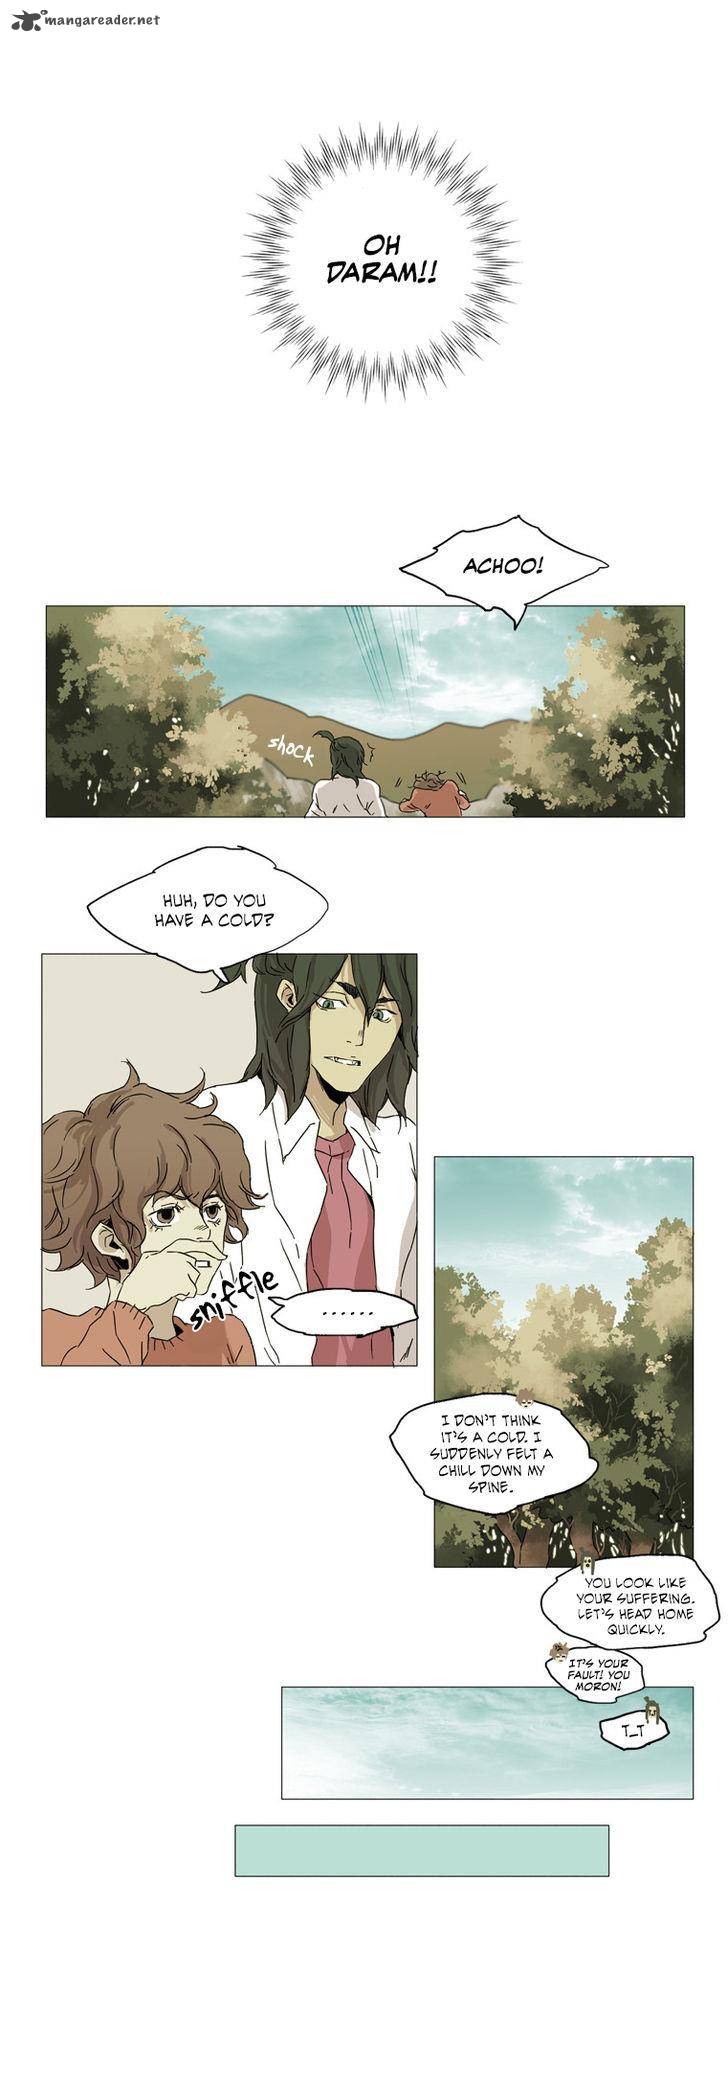 mangareader.net
OH
DARAM!!
ACHOO!
shock
HUH, DO YOU
HAVE A COLD?
sniffle
......
I DON'T THINK
IT'S A COLD. I
SUDDENLY FELT A
CHILL DOWN MY
SPINE.
YOU LOOK LIKE
YOUR SUFFERING.
LET'S HEAD HOME
QUICKLY.
IT'S YOUR
FAULT! YOU
MORON!
T_T